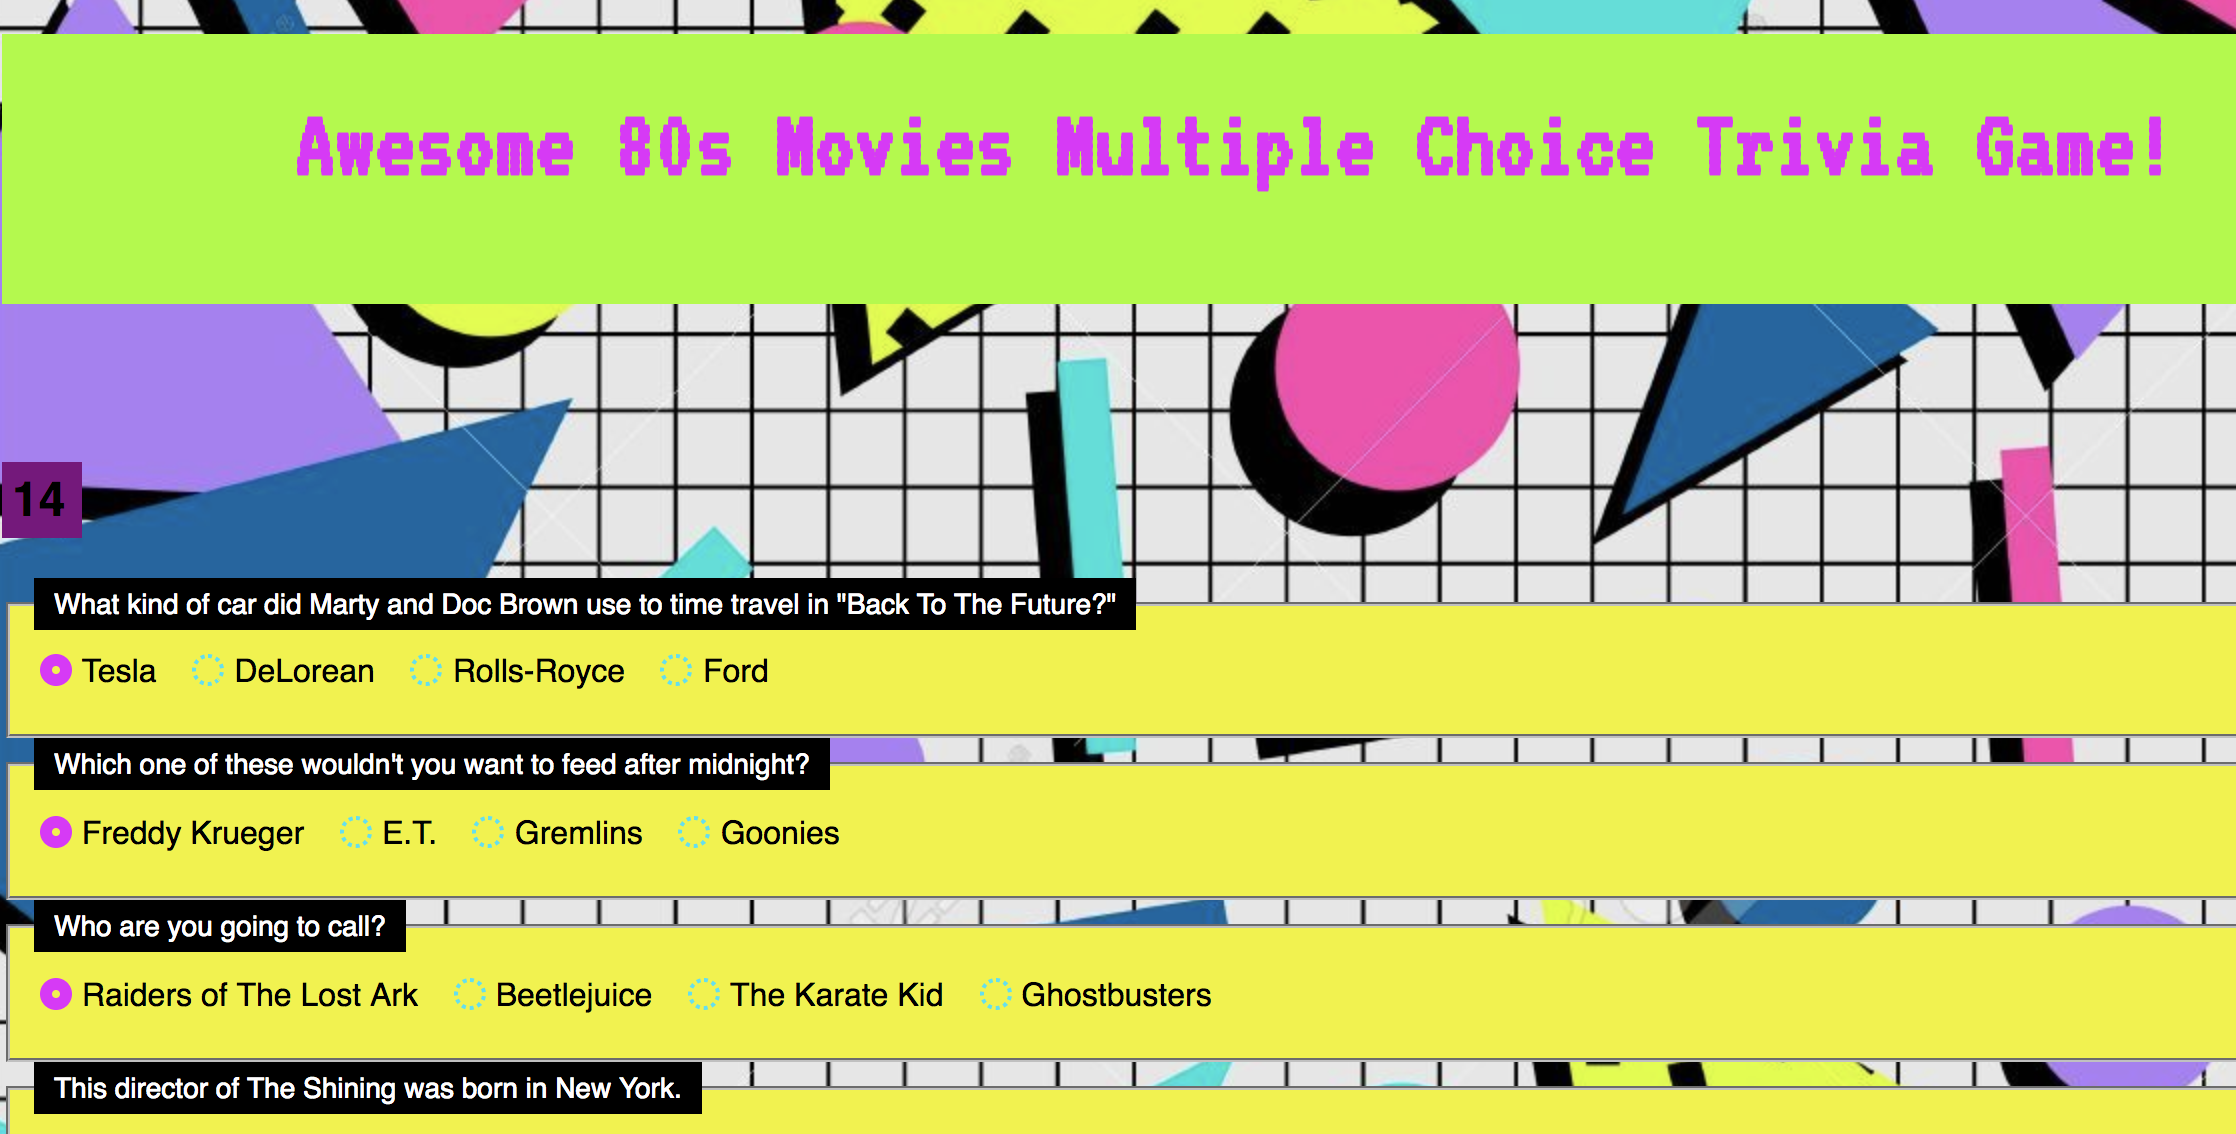 Awesome 80s Movies Multiple Choice Trivia Game!
14
What kind of car did Marty and Doc Brown use to time travel in "Back To The Future?"
Tesla DeLorean Rolls-Royce Ford
Which one of these wouldn't you want to feed after midnight?
Freddy Krueger E.T. Gremlins Goonies
Who are you going to call?
Raiders of The Lost Ark Beetlejuice The Karate Kid Ghostbusters
This director of The Shining was born in New York.